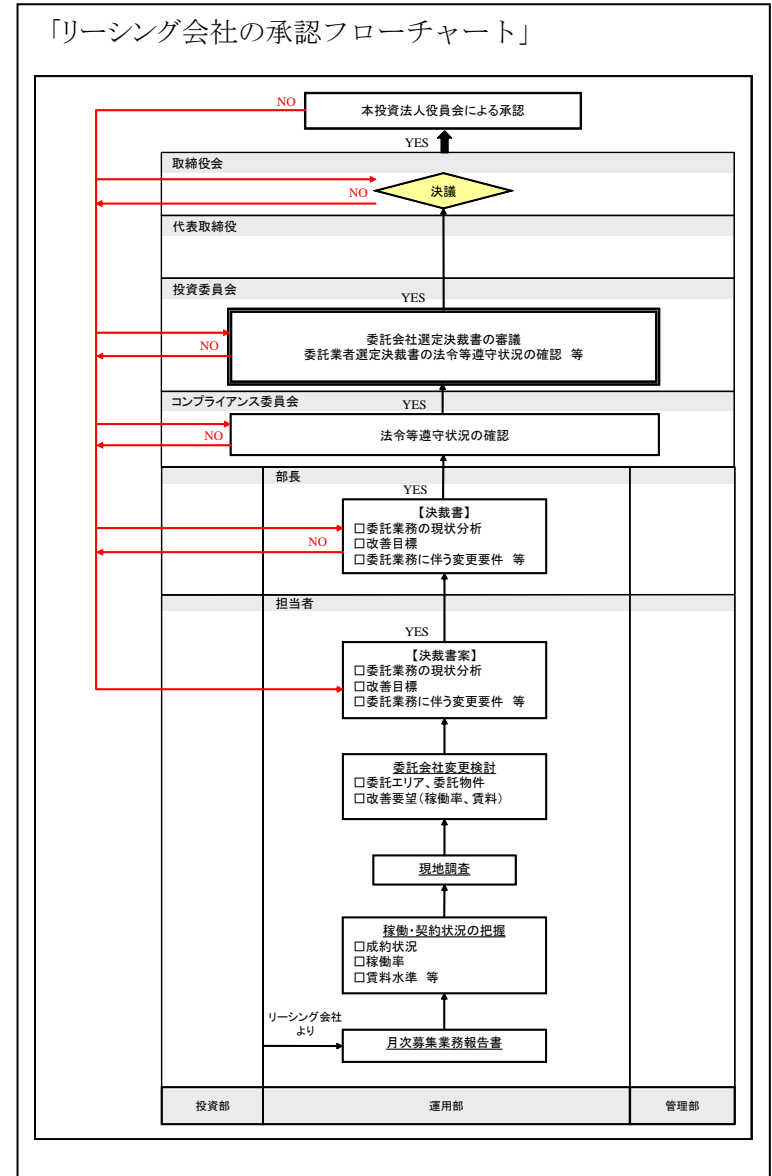 「リーシング会社の承認フローチャート」
NO
本投資法人役員会による承認
YES
取締役会
NO
決議
代表取締役
投資委員会
YES
委託会社選定決裁書の審議
委託業者選定決裁書の法令等遵守状況の確認 等
NO
コンプライアンス委員会
YES
NO
法令等遵守状況の確認
部長
YES
【決裁書】
□委託業務の現状分析
□改善目標
□委託業務に伴う変更要件 等
NO
担当者
YES
【決裁書案】
□委託業務の現状分析
□改善目標
□委託業務に伴う変更要件 等
委託会社変更検討
□委託エリア、委託物件
□改善要望(稼働率、賃料)
現地調査
稼働・契約状況の把握
□成約状況
□稼働率
□賃料水準 等
リーシング会社
より
月次募集業務報告書
投資部
運用部
管理部